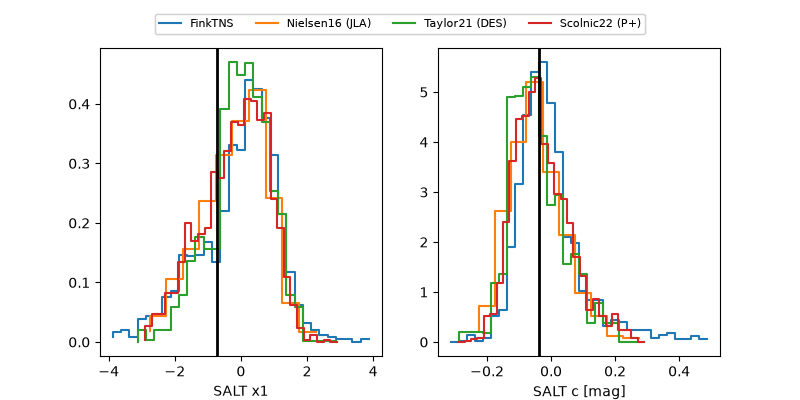 FinkTNS Nielsen16 (JLA) Taylor21 (DES) Scolnic22 (P+)
0.4
0.3
0.2
0.1
0.0
−4 −2 0 2 4
SALT x1
5
4
3
2
1
0
−0.2 0.0 0.2 0.4
SALT c [mag]